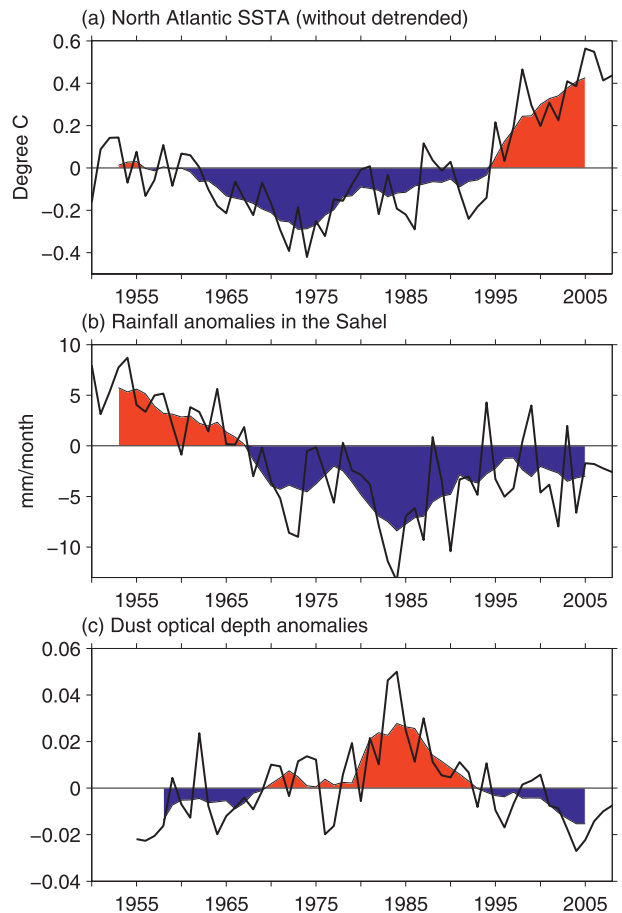 (a) North Atlantic SSTA (without detrended)
0.6
0.4
0.2
0
−0.2
−0.4
Degree C
1955 1965 1975 1985 1995 2005
(b) Rainfall anomalies in the Sahel
10
5
0
−5
−10
mm/month
1955 1965 1975 1985 1995 2005
(c) Dust optical depth anomalies
0.06
0.04
0.02
0
−0.02
−0.04
1955 1965 1975 1985 1995 2005